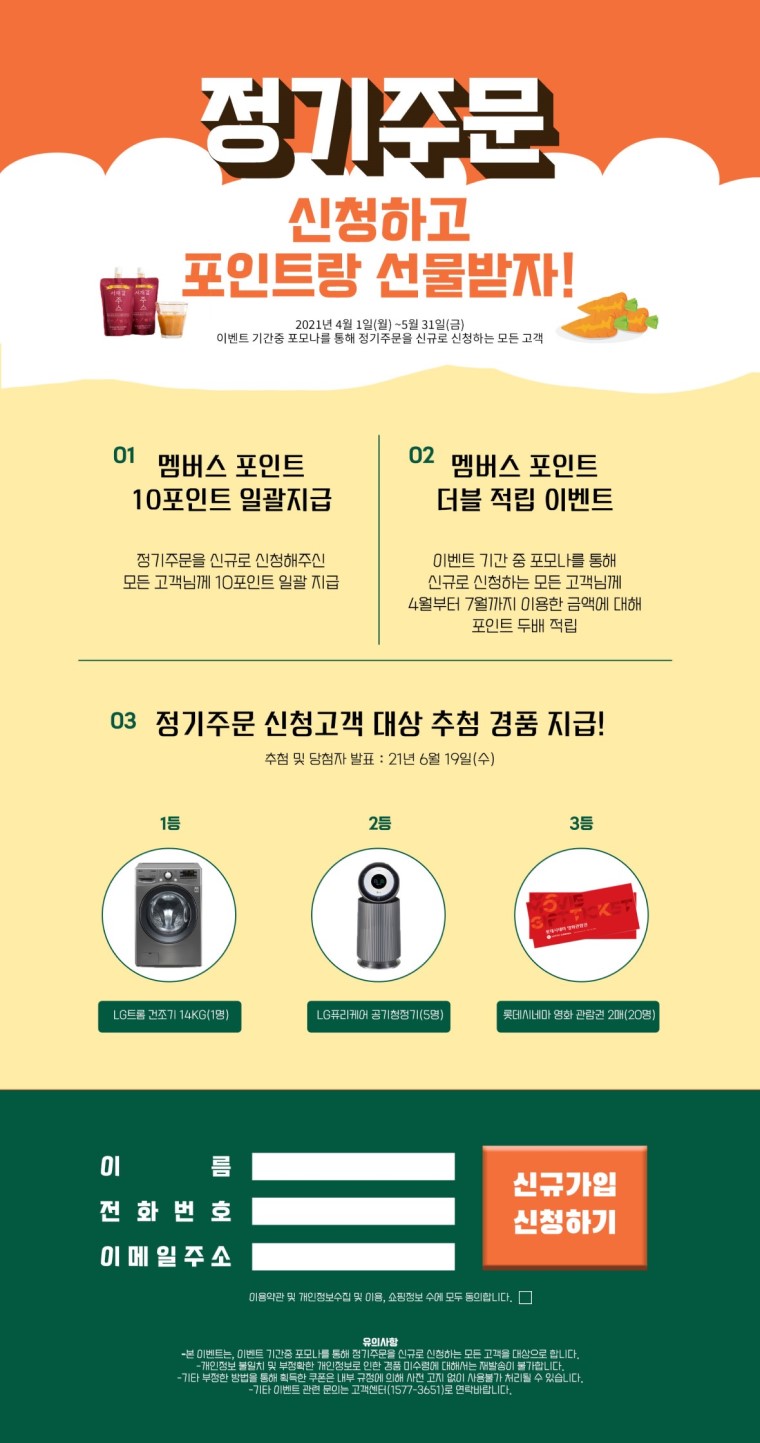 정기주문
신청하고
포인트랑 선물받자!
2021년 4월 1일(월) ~5월 31일(금)
이벤트 기간중 포모나를 통해 정기주문을 신규로 신청하는 모든 고객
01 멤버스 포인트
10포인트 일괄지급
정기주문을 신규로 신청해주신
모든 고객님께 10포인트 일괄 지급
02 멤버스 포인트
더블 적립 이벤트
이벤트 기간 중 포모나를 통해
신규로 신청하는 모든 고객님께
4월부터 7월까지 이용한 금액에 대해
포인트 두배 적립
03 정기주문 신청고객 대상 추첨 경품 지급!
추첨 및 당첨자 발표 : 21년 6월 19일(수)
1등
2등
3등
LG트롬 건조기 14KG(1명)
LG퓨리케어 공기청정기(5명)
롯데시네마 영화 관람권 2매(20명)
이 름
전 화 번 호
이메일주소
신규가입
신청하기
이용약관 및 개인정보수집 및 이용, 쇼핑정보 수에 모두 동의합니다.
유의사항
-본 이벤트는, 이벤트 기간중 포모나를 통해 정기주문을 신규로 신청하는 모든 고객을 대상으로 합니다.
-개인정보 불일치 및 부정확한 개인정보로 인한 경품 미수령에 대해서는 재발송이 불가합니다.
-기타 부정한 방법을 통해 획득한 쿠폰은 내부 규정에 의해 사전 고지 없이 사용불가 처리될 수 있습니다.
-기타 이벤트 관련 문의는 고객센터(1577-3651)로 연락바랍니다.